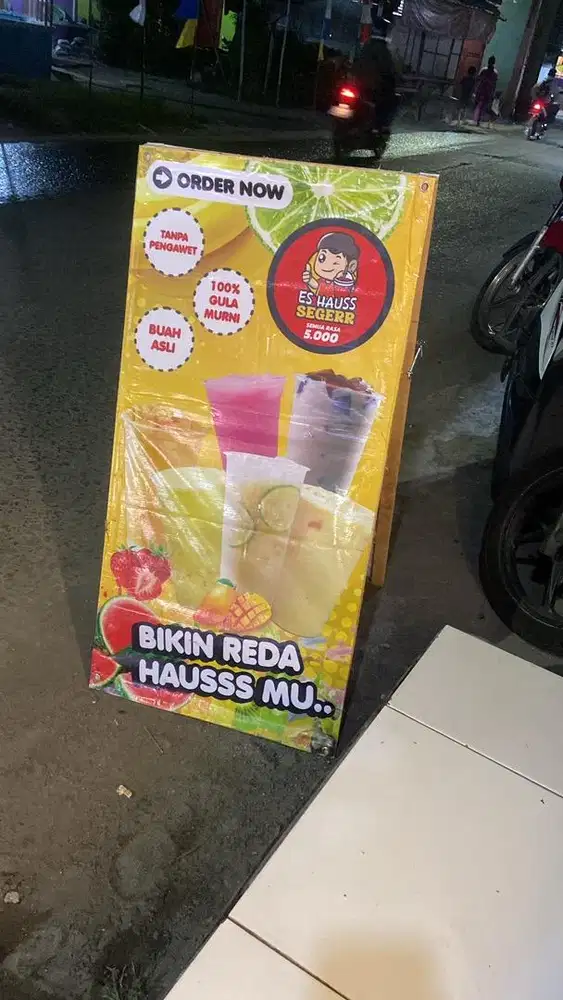 ORDER NOW
TANPA
PENGAWET
100%
GULA
MURNI
BUAH
ASLI
ES HAUSS
SEGERR
SEMUA RASA
5.000
BIKIN REDA
HAUSSS MU..